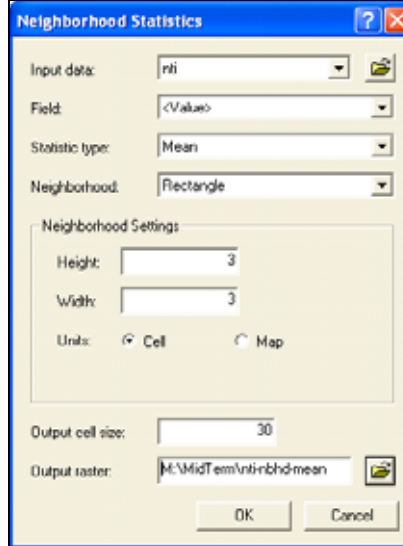 Neighborhood Statistics
Input data: nti
Field: <Value>
Statistic type: Mean
Neighborhood: Rectangle
Neighborhood Settings
Height: 3
Width: 3
Units: Cell Map
Output cell size: 30
Output raster: M:\MidTerm\nti-nbhd-mean
OK Cancel